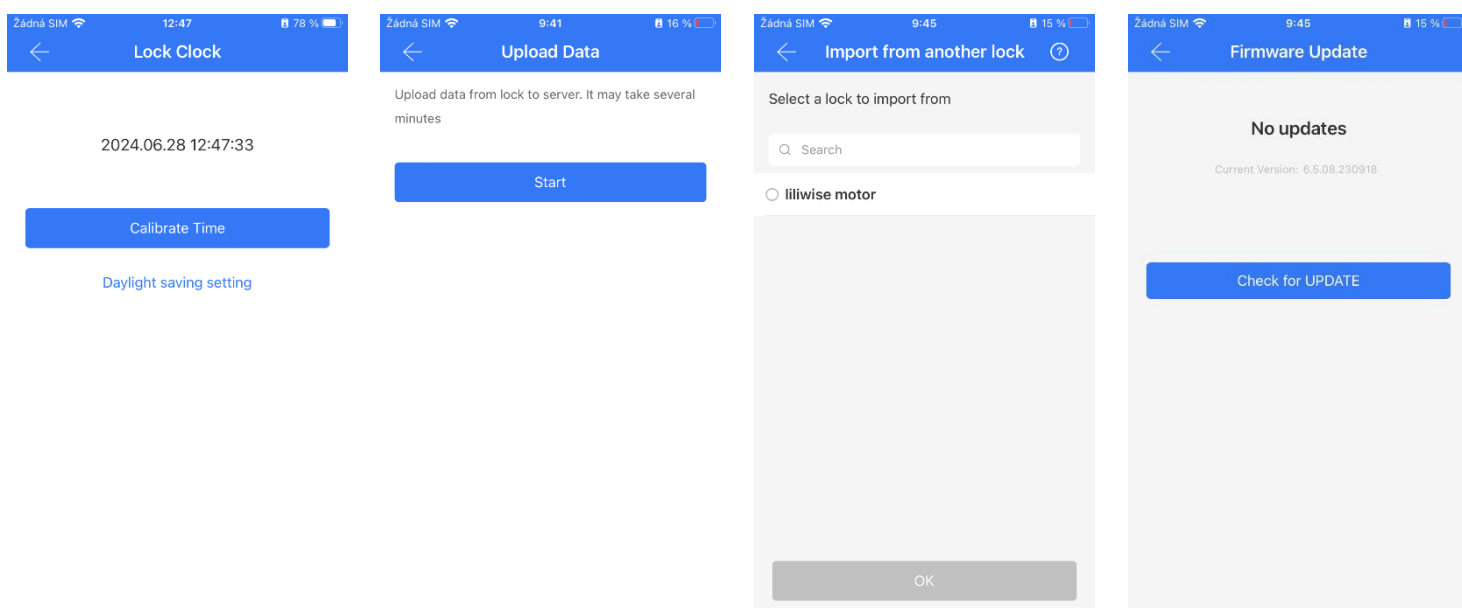 Žádná SIM 12:47 78 %
Lock Clock
2024.06.28 12:47:33
Calibrate Time
Daylight saving setting
Žádná SIM 9:41 16 %
Upload Data
Upload data from lock to server. It may take several
minutes
Start
Žádná SIM 9:45 15 %
Import from another lock ?
Select a lock to import from
Search
liliwise motor
OK
Žádná SIM 9:45 15 %
Firmware Update
No updates
Current Version: 6.5.08.230918
Check for UPDATE